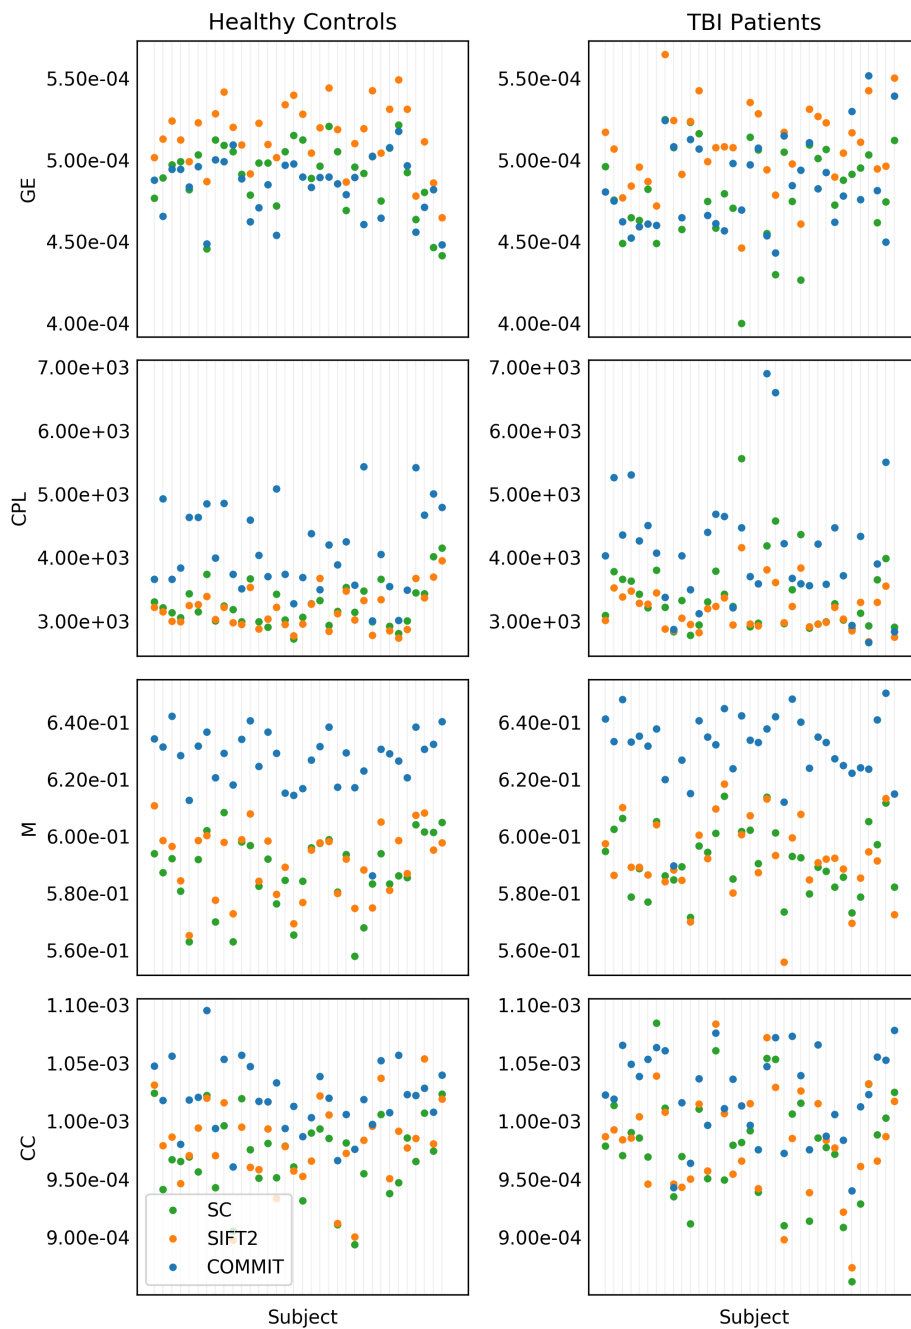 Healthy Controls
TBI Patients
5.50e-04
5.00e-04
4.50e-04
4.00e-04
GE
5.50e-04
5.00e-04
4.50e-04
4.00e-04
7.00e+03
6.00e+03
5.00e+03
4.00e+03
3.00e+03
CPL
7.00e+03
6.00e+03
5.00e+03
4.00e+03
3.00e+03
6.40e-01
6.20e-01
6.00e-01
5.80e-01
5.60e-01
M
6.40e-01
6.20e-01
6.00e-01
5.80e-01
5.60e-01
1.10e-03
1.05e-03
1.00e-03
9.50e-04
9.00e-04
CC
1.10e-03
1.05e-03
1.00e-03
9.50e-04
9.00e-04
SC
SIFT2
COMMIT
Subject
Subject